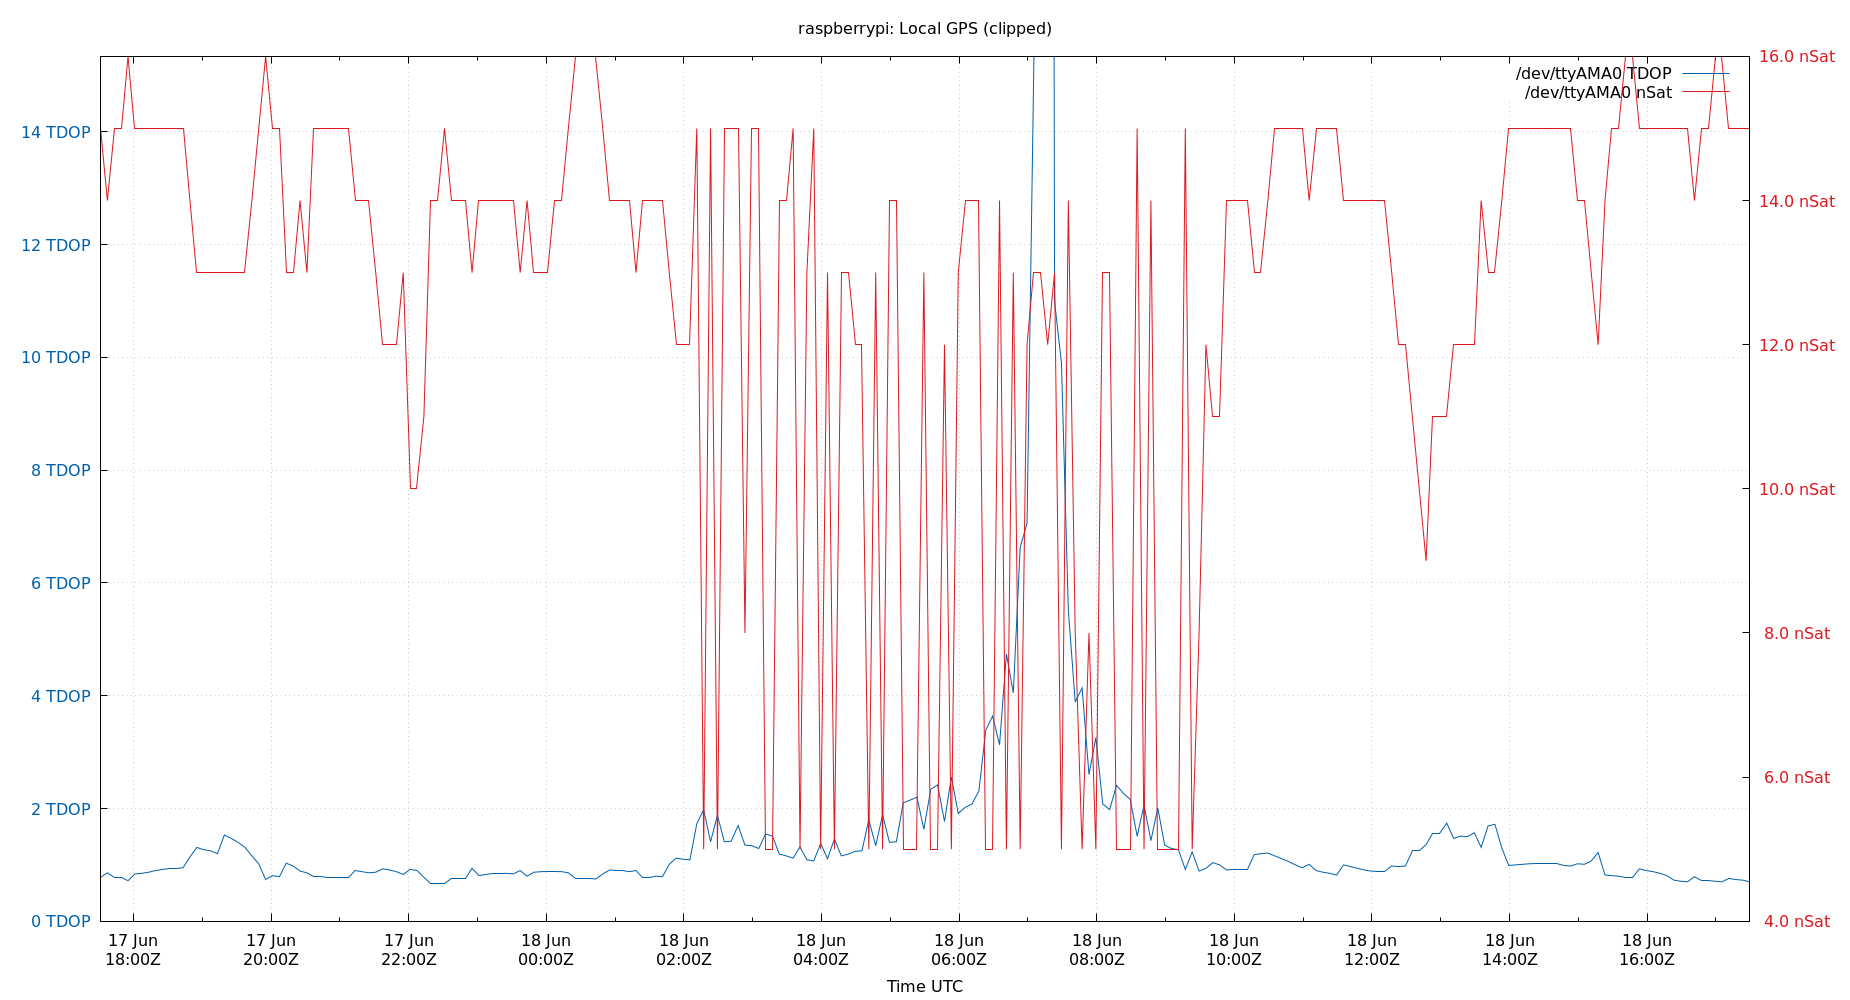 raspberrypi: Local GPS (clipped)
/dev/ttyAMA0 TDOP
/dev/ttyAMA0 nSat
14 TDOP
12 TDOP
10 TDOP
8 TDOP
6 TDOP
4 TDOP
2 TDOP
0 TDOP
16.0 nSat
14.0 nSat
12.0 nSat
10.0 nSat
8.0 nSat
6.0 nSat
4.0 nSat
17 Jun 17 Jun 17 Jun 18 Jun 18 Jun 18 Jun 18 Jun 18 Jun 18 Jun 18 Jun 18 Jun 18 Jun
18:00Z 20:00Z 22:00Z 00:00Z 02:00Z 04:00Z 06:00Z 08:00Z 10:00Z 12:00Z 14:00Z 16:00Z
Time UTC